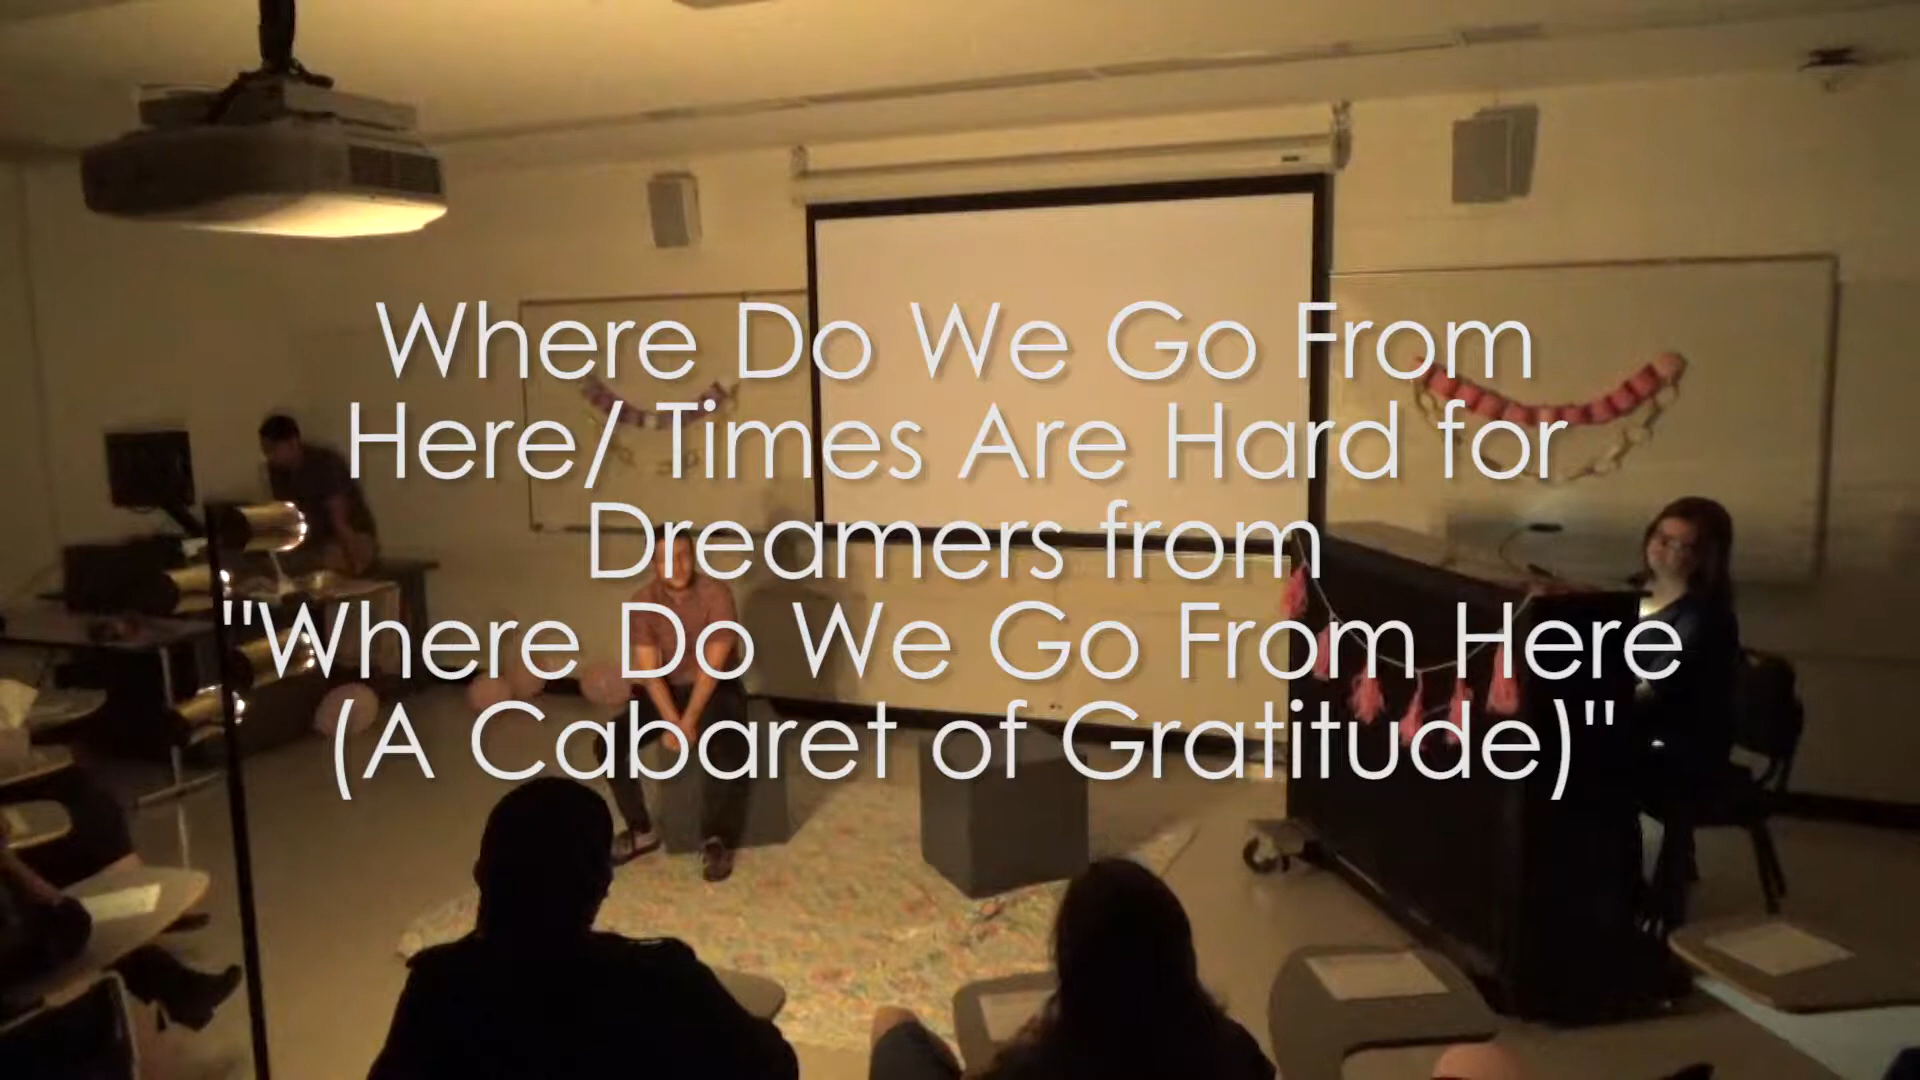 Where Do We Go From
Here/ Times Are Hard for
Dreamers from
"Where Do We Go From Here
(A Cabaret of Gratitude)"